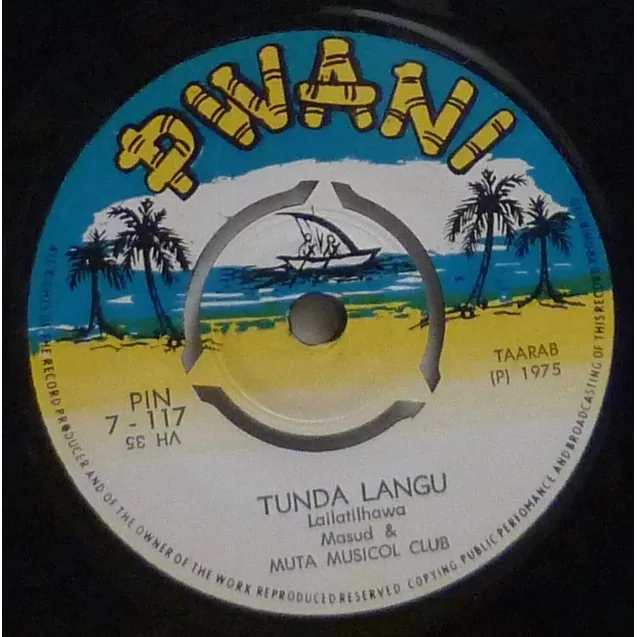 PWANI
TAARAB
(P) 1975
PIN
7 - 117
VH 35
TUNDA LANGU
Lailatilhawa
Masud &
MUTA MUSICOL CLUB
THE RECORD PRODUCER AND OF THE OWNER OF THE WORK REPRODUCED RESERVED COPYING, PUBLIC PERFOMANCE AND BROADCASTING OF THIS RECORD PROHIBITED